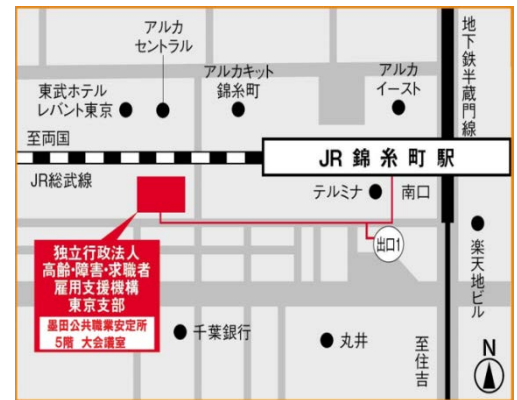 アルカ
セントラル
東武ホテル
レバント東京
アルカキット
錦糸町
アルカ
イースト
地下鉄半蔵門線
至両国
JR錦糸町駅
JR総武線
テルミナ
南口
出口1
独立行政法人
高齢・障害・求職者
雇用支援機構
東京支部
墨田公共職業安定所
5階 大会議室
千葉銀行
丸井
至住吉
楽天地ビル
N